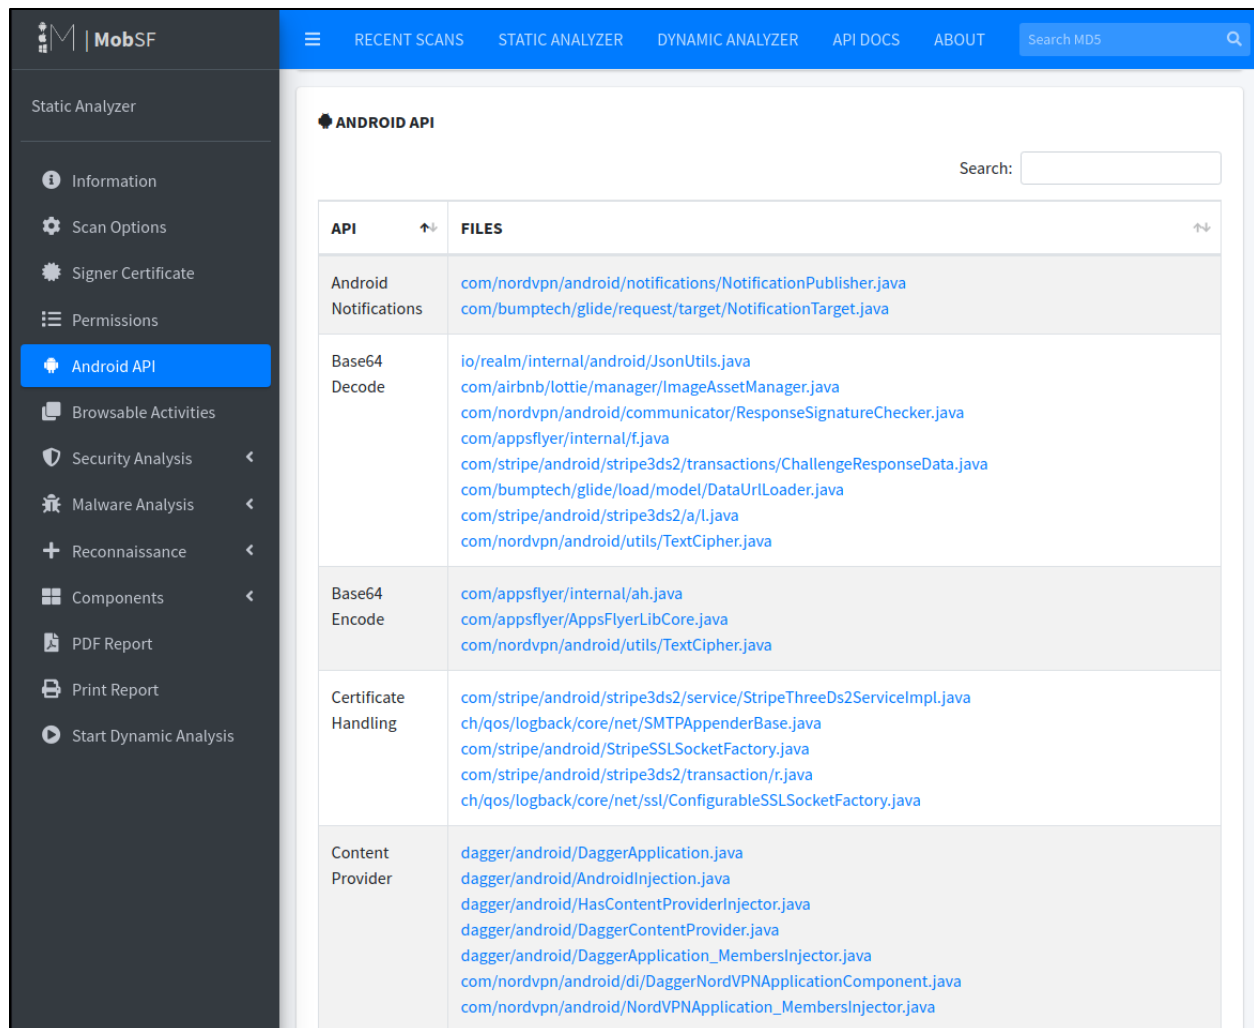 M | MobSF
RECENT SCANS STATIC ANALYZER DYNAMIC ANALYZER API DOCS ABOUT Search MD5
Static Analyzer
Information
Scan Options
Signer Certificate
Permissions
Android API
Browsable Activities
Security Analysis
Malware Analysis
Reconnaissance
Components
PDF Report
Print Report
Start Dynamic Analysis
ANDROID API
Search:
API FILES
Android
Notifications
com/nordvpn/android/notifications/NotificationPublisher.java
com/bumptech/glide/request/target/NotificationTarget.java
Base64
Decode
io/realm/internal/android/JsonUtils.java
com/airbnb/lottie/manager/ImageAssetManager.java
com/nordvpn/android/communicator/ResponseSignatureChecker.java
com/appsflyer/internal/f.java
com/stripe/android/stripe3ds2/transactions/ChallengeResponseData.java
com/bumptech/glide/load/model/DataUrlLoader.java
com/stripe/android/stripe3ds2/a/l.java
com/nordvpn/android/utils/TextCipher.java
Base64
Encode
com/appsflyer/internal/ah.java
com/appsflyer/AppsFlyerLibCore.java
com/nordvpn/android/utils/TextCipher.java
Certificate
Handling
com/stripe/android/stripe3ds2/service/StripeThreeDs2ServiceImpl.java
ch/qos/logback/core/net/SMTPAppenderBase.java
com/stripe/android/StripeSSLSocketFactory.java
com/stripe/android/stripe3ds2/transaction/r.java
ch/qos/logback/core/net/ssl/ConfigurableSSLSocketFactory.java
Content
Provider
dagger/android/DaggerApplication.java
dagger/android/AndroidInjection.java
dagger/android/HasContentProviderInjector.java
dagger/android/DaggerContentProvider.java
dagger/android/DaggerApplication_MembersInjector.java
com/nordvpn/android/di/DaggerNordVPNApplicationComponent.java
com/nordvpn/android/NordVPNApplication_MembersInjector.java